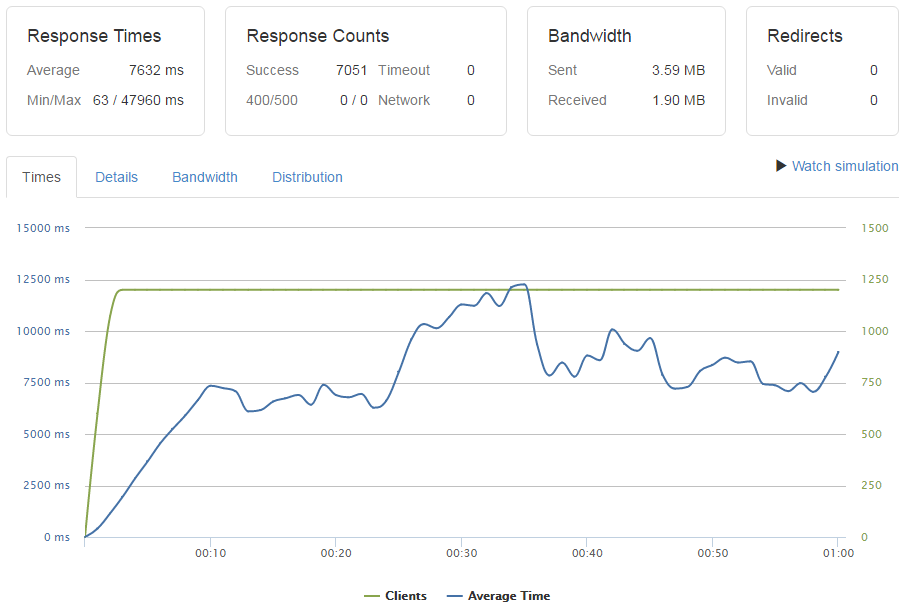 Response Times
Average 7632 ms
Min/Max 63 / 47960 ms
Response Counts
Success 7051 Timeout 0
400/500 0 / 0 Network 0
Bandwidth
Sent 3.59 MB
Received 1.90 MB
Redirects
Valid 0
Invalid 0
Times Details Bandwidth Distribution
Watch simulation
15000 ms 1500
12500 ms 1250
10000 ms 1000
7500 ms 750
5000 ms 500
2500 ms 250
0 ms 0
00:10 00:20 00:30 00:40 00:50 01:00
Clients Average Time